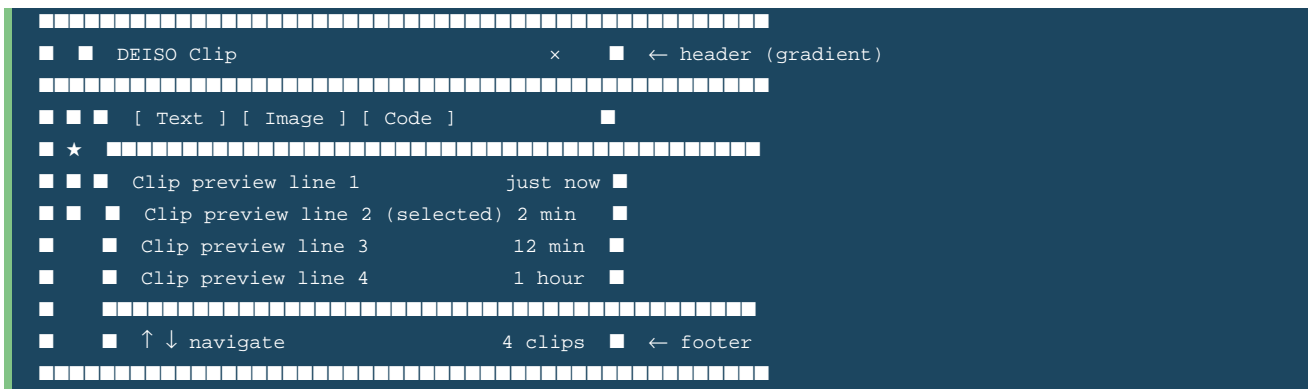 ■■■■■■■■■■■■■■■■■■■■■■■■■■■■■■■■■■■■■■■■■■■■■■■■
■ ■ DEISO Clip × ■ ← header (gradient)
■■■■■■■■■■■■■■■■■■■■■■■■■■■■■■■■■■■■■■■■■■■■■■■■
■ ■ ■ [ Text ] [ Image ] [ Code ] ■
■ ★ ■■■■■■■■■■■■■■■■■■■■■■■■■■■■■■■■■■■■■■■■■■■
■ ■ ■ Clip preview line 1 just now ■
■ ■ ■ Clip preview line 2 (selected) 2 min ■
■ ■ Clip preview line 3 12 min ■
■ ■ Clip preview line 4 1 hour ■
■ ■■■■■■■■■■■■■■■■■■■■■■■■■■■■■■■■■■■■■■■■■■■
■ ■ ↑ ↓ navigate 4 clips ■ ← footer
■■■■■■■■■■■■■■■■■■■■■■■■■■■■■■■■■■■■■■■■■■■■■■■■